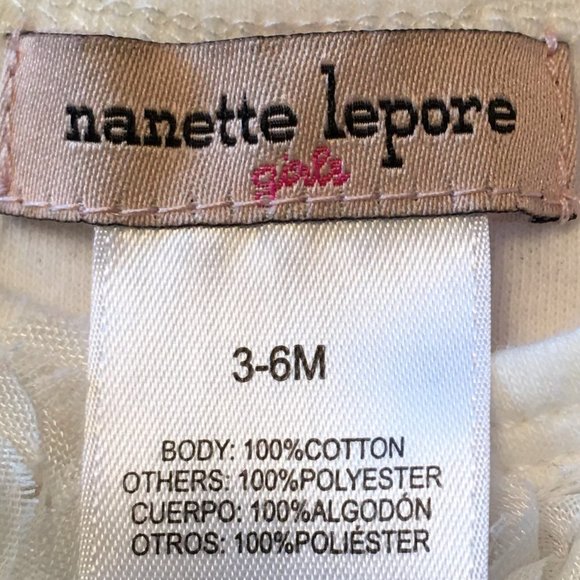 nanette lepore
girls
3-6M
BODY: 100%COTTON
OTHERS: 100%POLYESTER
CUERPO: 100%ALGODÓN
OTROS: 100%POLIÉSTER